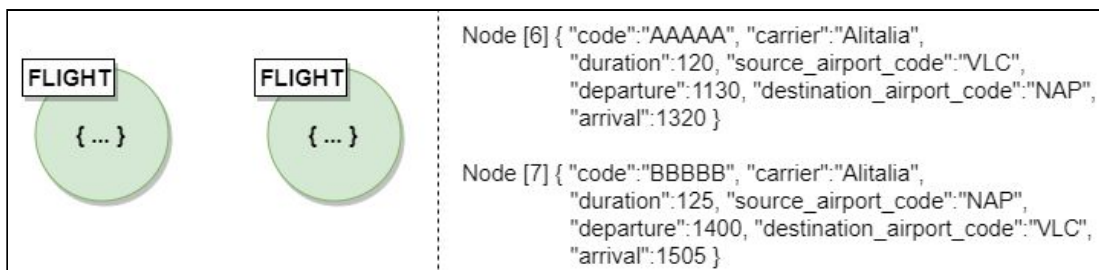 FLIGHT
{ ... }
FLIGHT
{ ... }
Node [6] { "code":"AAAAA", "carrier":"Alitalia",
"duration":120, "source_airport_code":"VLC",
"departure":1130, "destination_airport_code":"NAP",
"arrival":1320 }
Node [7] { "code":"BBBBB", "carrier":"Alitalia",
"duration":125, "source_airport_code":"NAP",
"departure":1400, "destination_airport_code":"VLC",
"arrival":1505 }